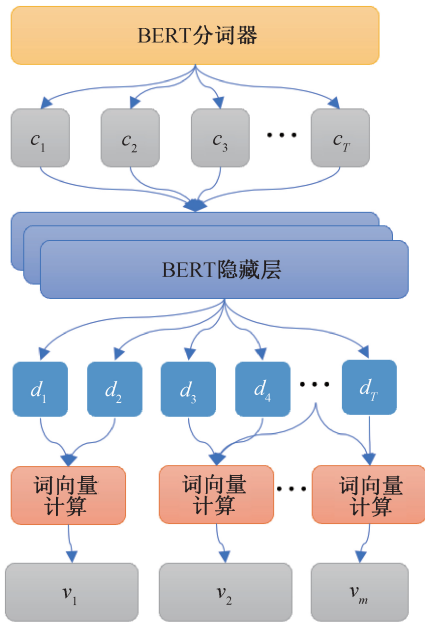 BERT分词器
c1 c2 c3 ··· cT
BERT隐藏层
d1 d2 d3 d4 ··· dT
词向量 词向量 ··· 词向量
计算 计算 计算
v1 v2 vm